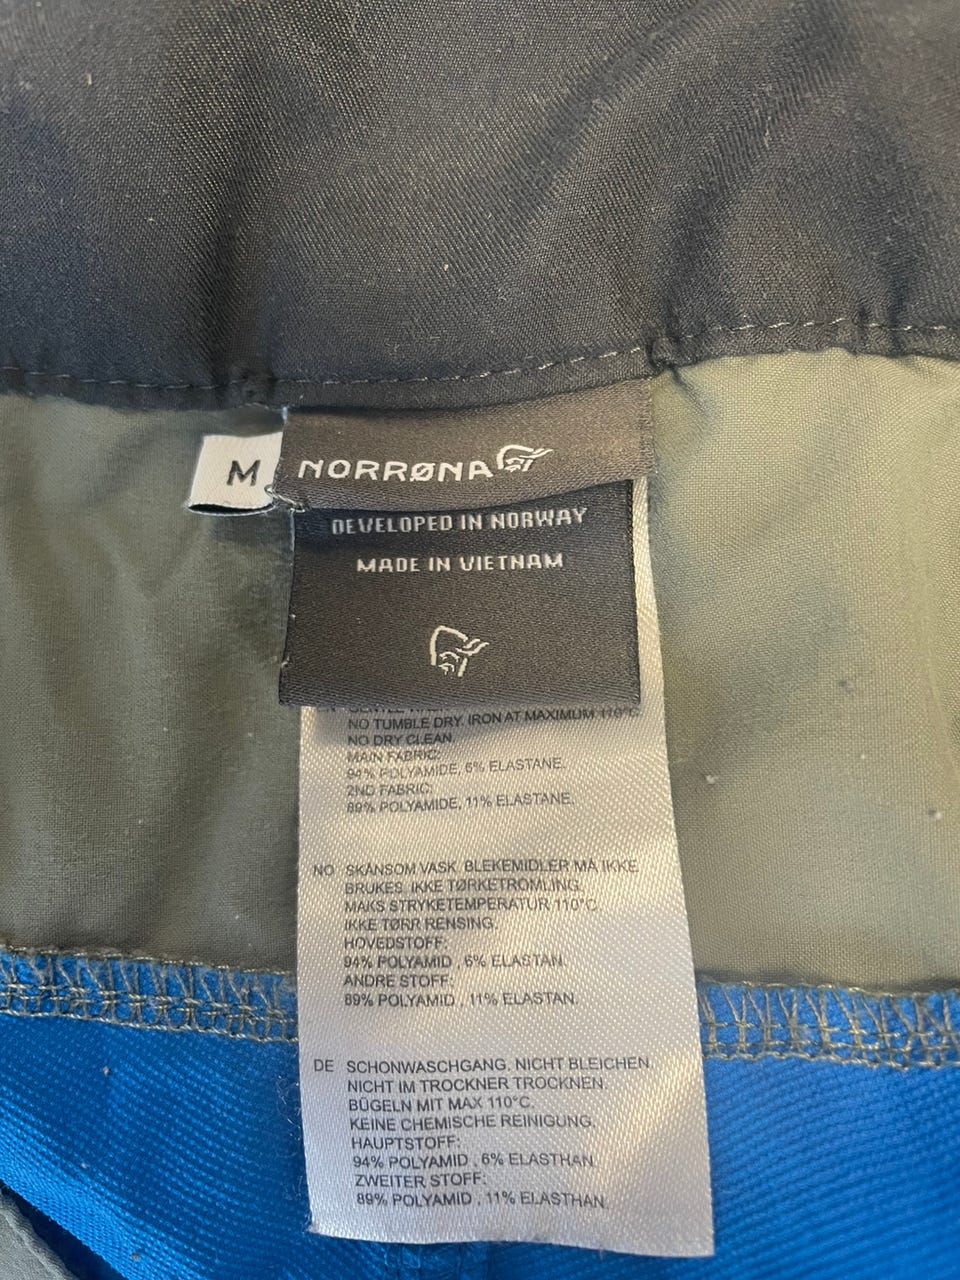 M
NORRØNA
DEVELOPED IN NORWAY
MADE IN VIETNAM
NO TUMBLE DRY. IRON AT MAXIMUM 110°C
NO DRY CLEAN.
MAIN FABRIC:
94% POLYAMIDE, 6% ELASTANE.
2ND FABRIC:
89% POLYAMIDE, 11% ELASTANE.
NO SKÅNSOM VASK. BLEKEMIDLER MÅ IKKE
BRUKES. IKKE TØRKETROMLING.
MAKS STRYKETEMPERATUR 110°C
IKKE TØRR RENSING.
HOVEDSTOFF:
94% POLYAMID , 6% ELASTAN.
ANDRE STOFF:
89% POLYAMID , 11% ELASTAN.
DE SCHONWASCHGANG. NICHT BLEICHEN.
NICHT IM TROCKNER TROCKNEN.
BÜGELN MIT MAX 110°C.
KEINE CHEMISCHE REINIGUNG.
HAUPTSTOFF:
94% POLYAMID , 6% ELASTHAN.
ZWEITER STOFF:
89% POLYAMID , 11% ELASTHAN.